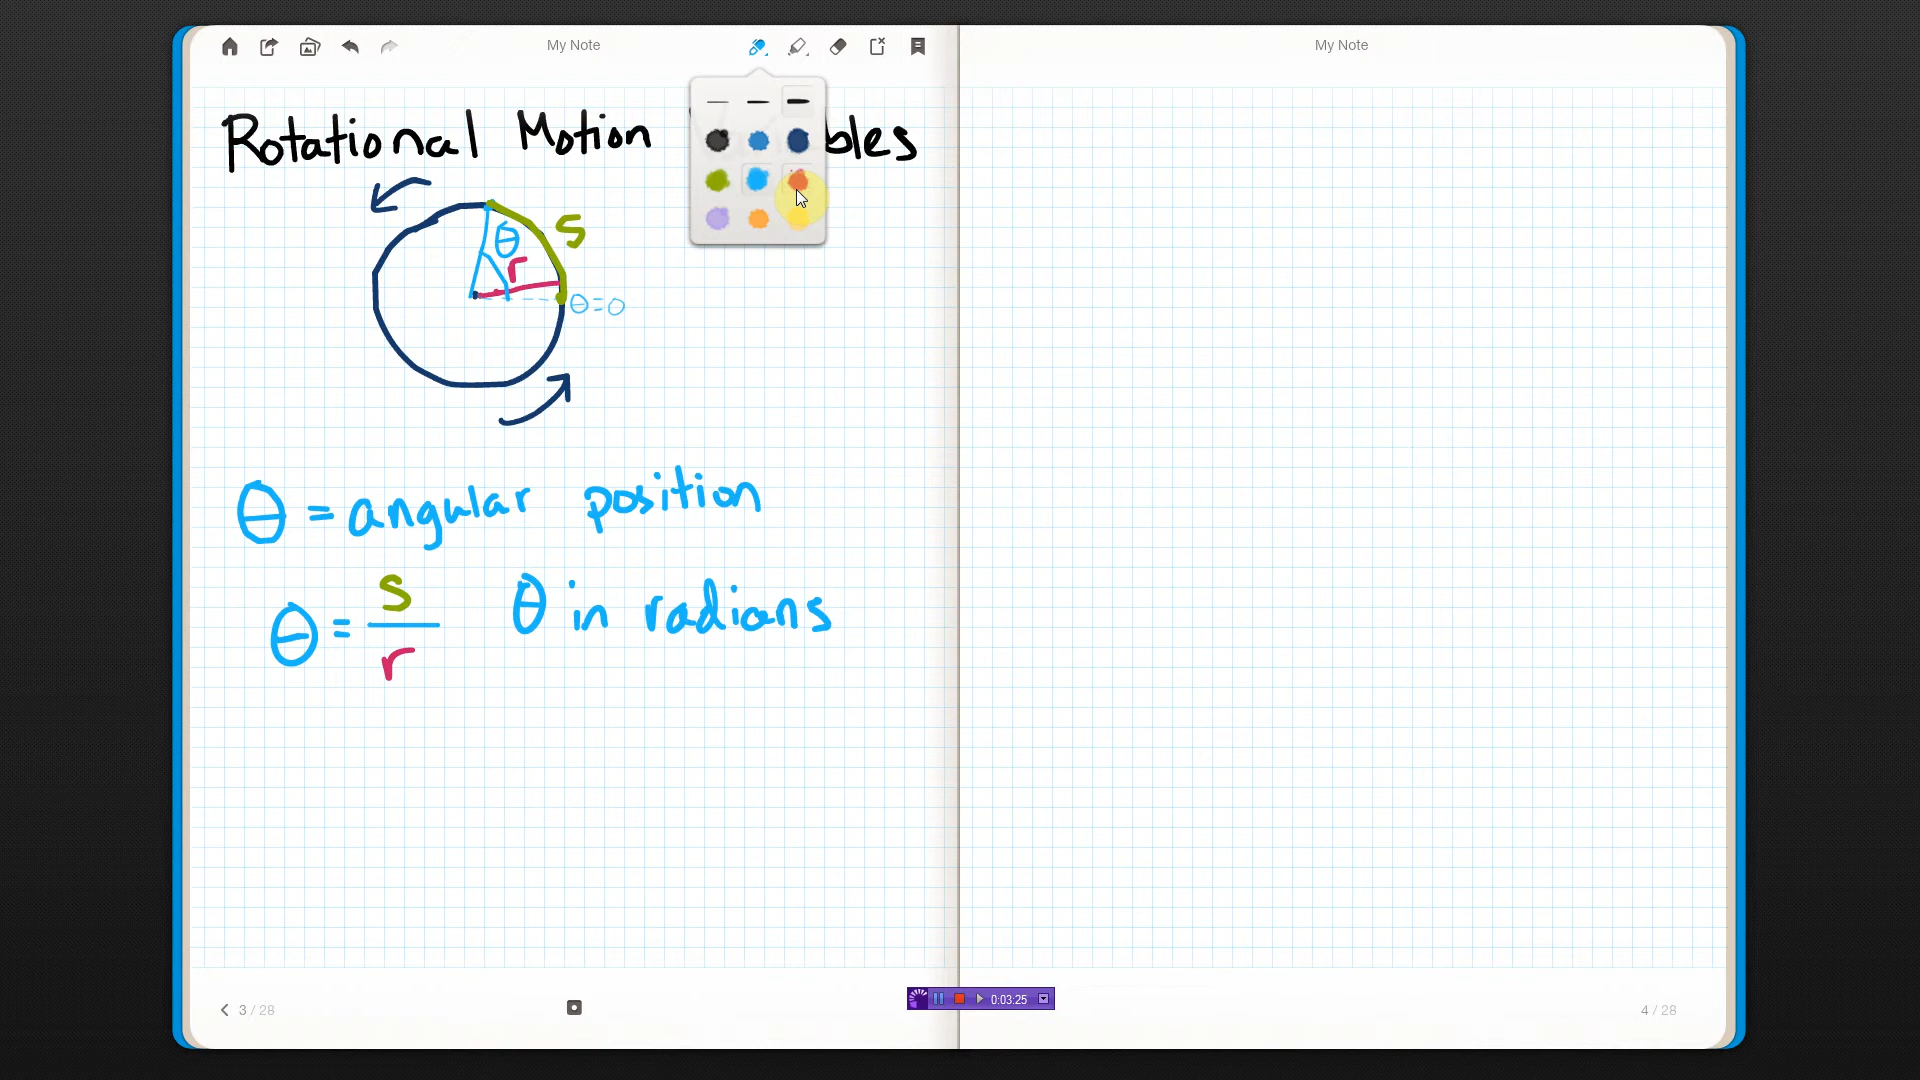 My Note
My Note
Rotational Motion bles
s
θ
r
θ=0
θ = angular position
θ = s/r θ in radians
3 / 28
0:03:25
4 / 28